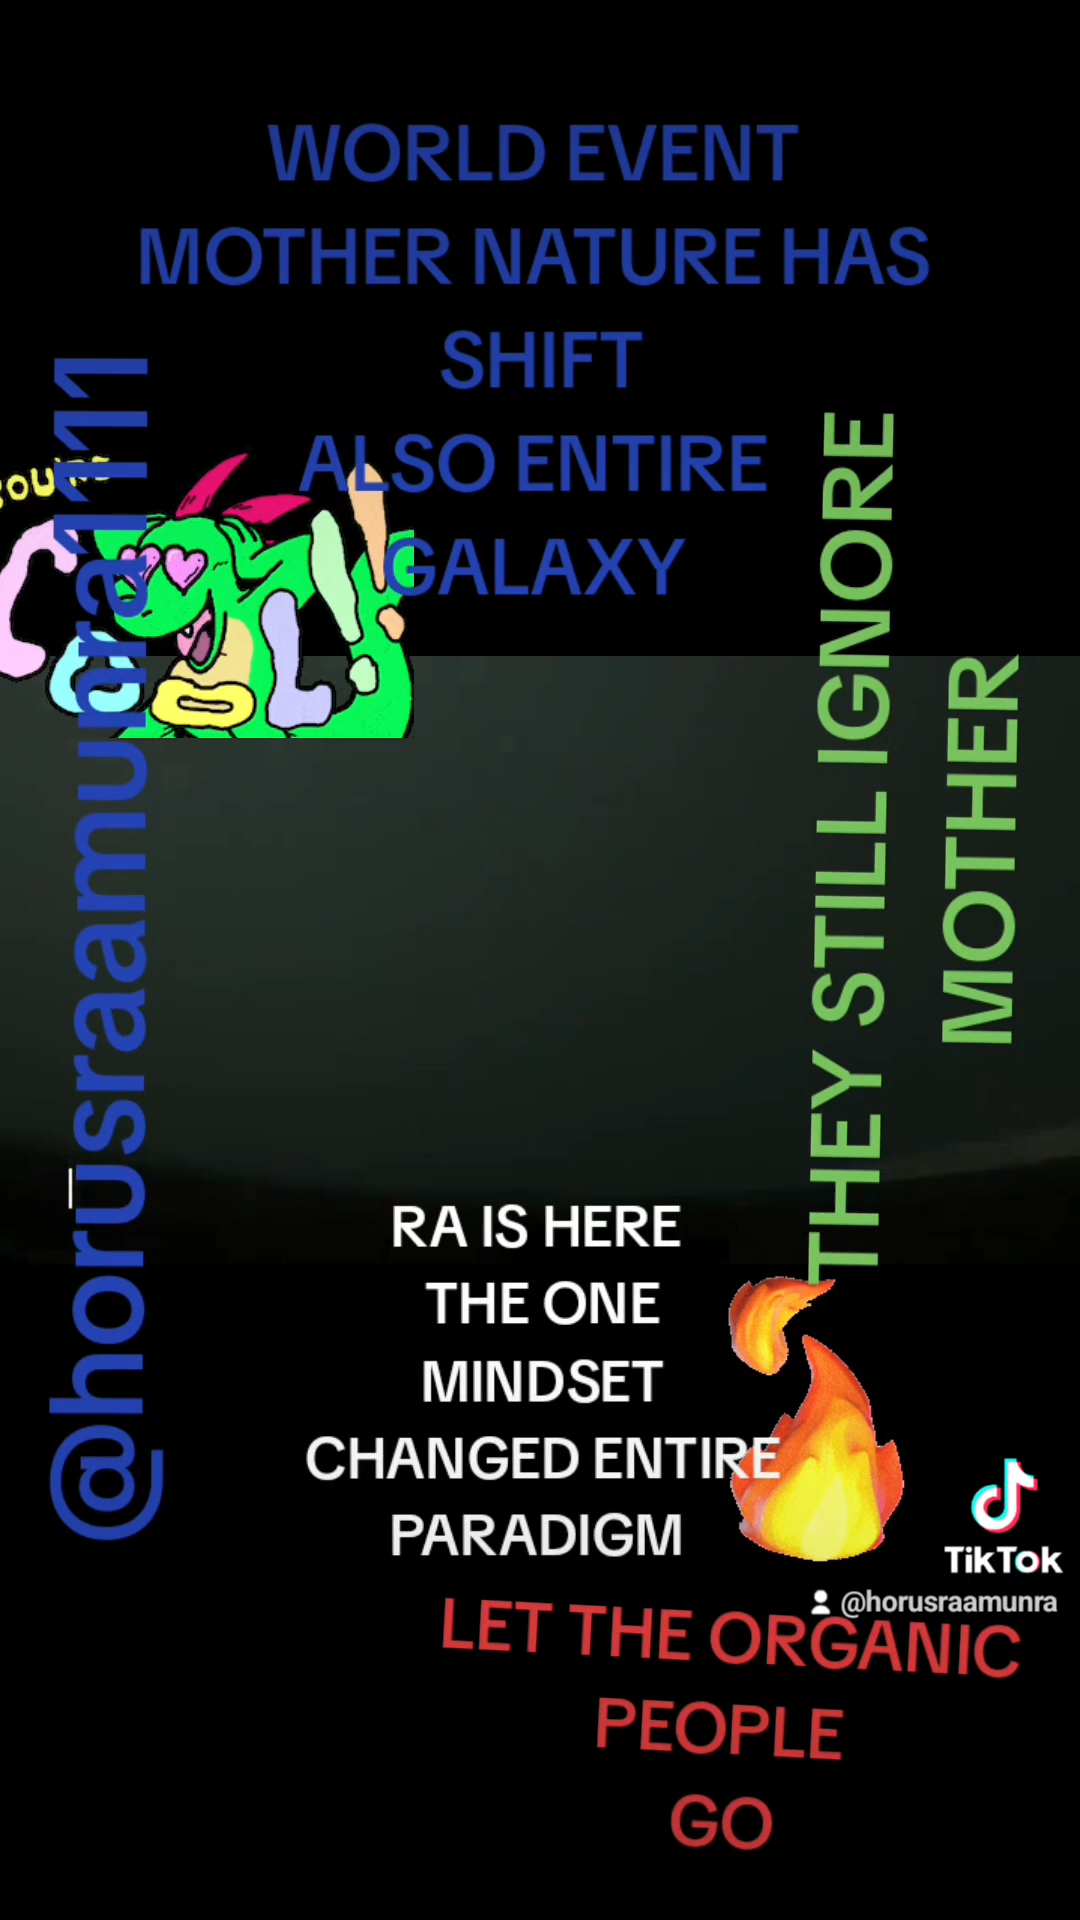 WORLD EVENT
MOTHER NATURE HAS
SHIFT
ALSO ENTIRE
GALAXY
@horusraamunra1111
COOL!
THEY STILL IGNORE
MOTHER
RA IS HERE
THE ONE
MINDSET
CHANGED ENTIRE
PARADIGM
TikTok
@horusraamunra
LET THE ORGANIC
PEOPLE
GO